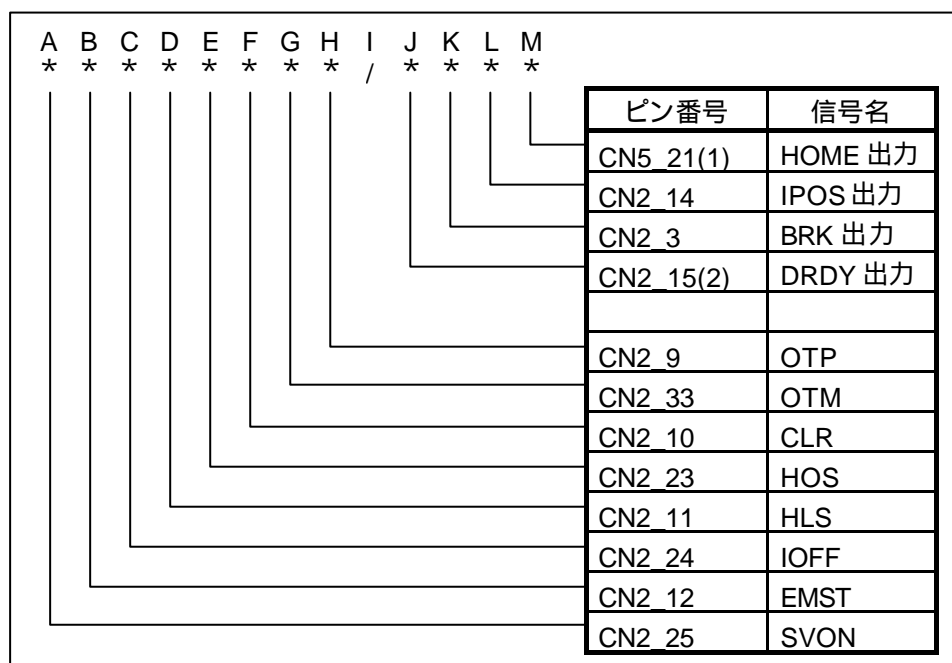 A B C D E F G H I J K L M
* * * * * * * * / * * * *
ピン番号 信号名
CN5_21(1) HOME 出力
CN2_14 IPOS 出力
CN2_3 BRK 出力
CN2_15(2) DRDY 出力
CN2_9 OTP
CN2_33 OTM
CN2_10 CLR
CN2_23 HOS
CN2_11 HLS
CN2_24 IOFF
CN2_12 EMST
CN2_25 SVON